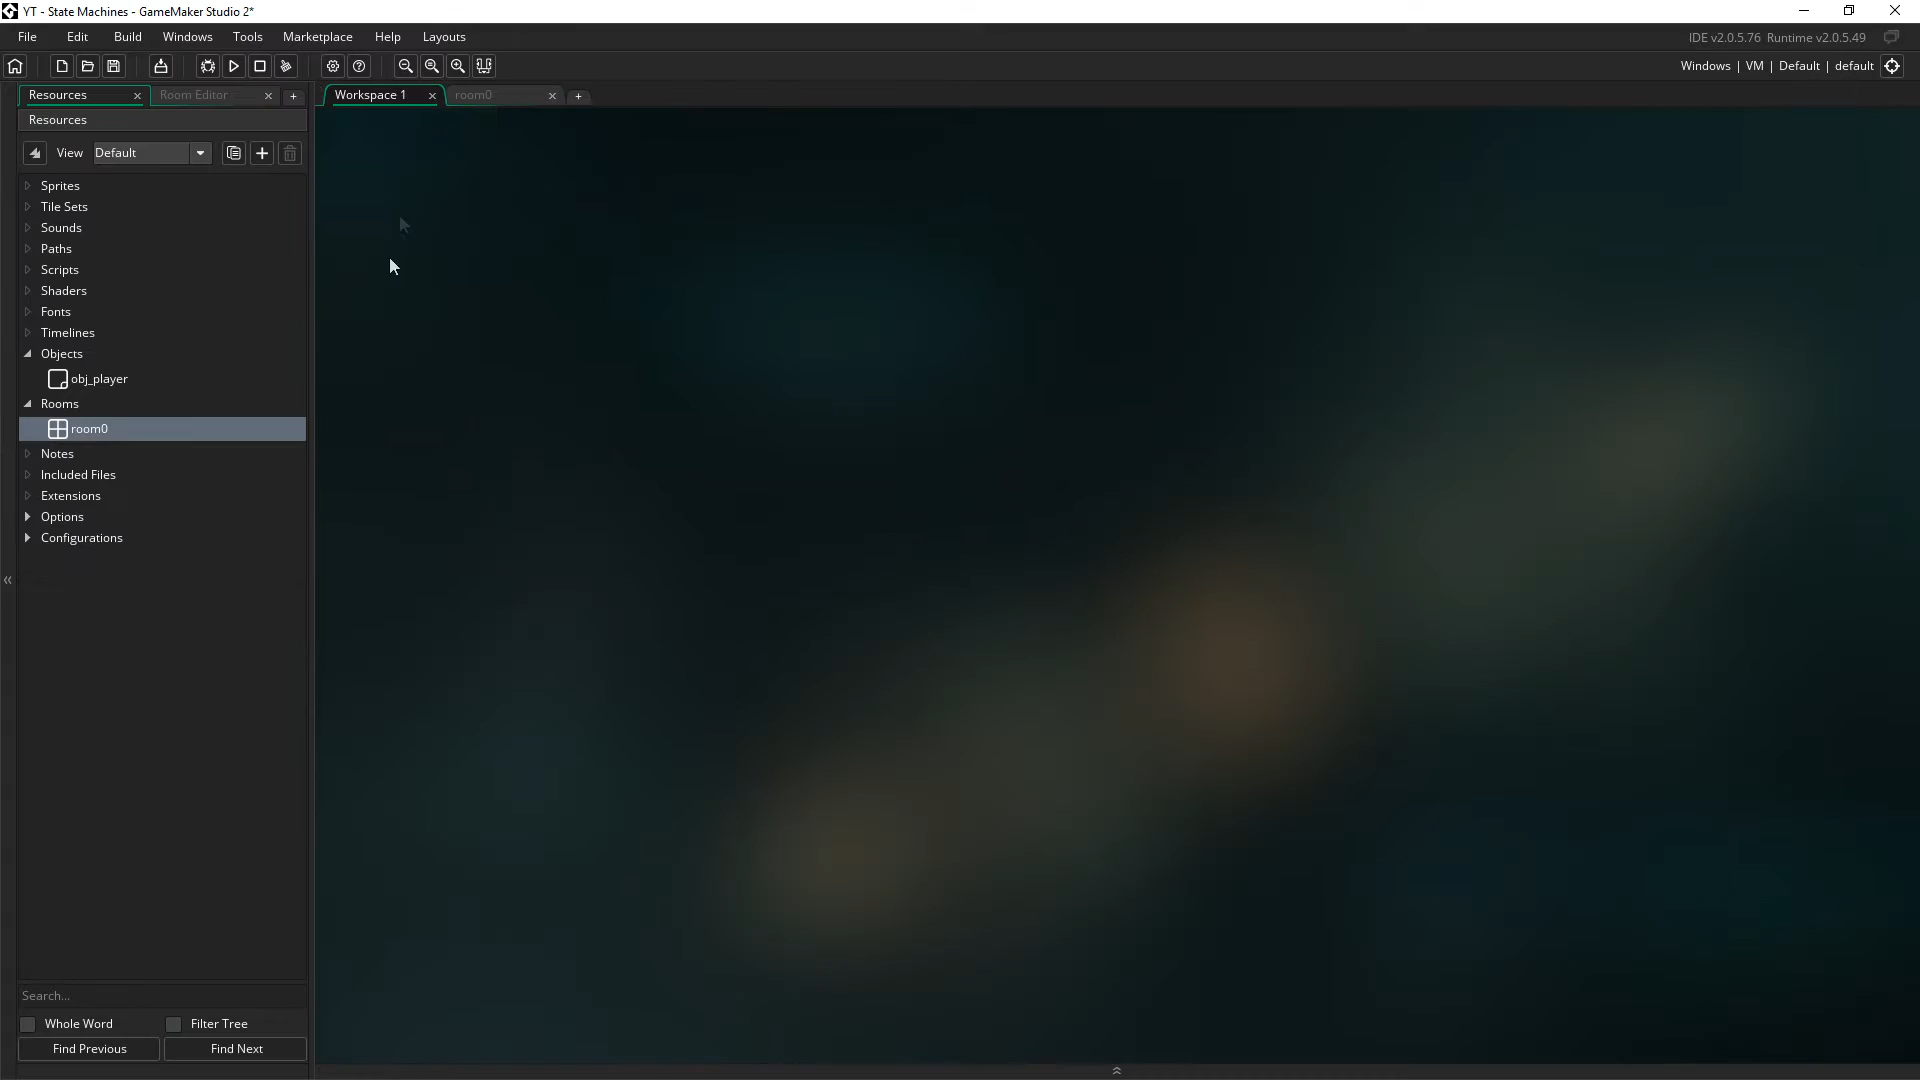 YT - State Machines - GameMaker Studio 2*
File Edit Build Windows Tools Marketplace Help Layouts
IDE v2.0.5.76 Runtime v2.0.5.49
Windows | VM | Default | default
Resources Room Editor
Workspace 1 room0
Resources
View Default
Sprites
Tile Sets
Sounds
Paths
Scripts
Shaders
Fonts
Timelines
Objects
obj_player
Rooms
room0
Notes
Included Files
Extensions
Options
Configurations
Search...
Whole Word Filter Tree
Find Previous Find Next